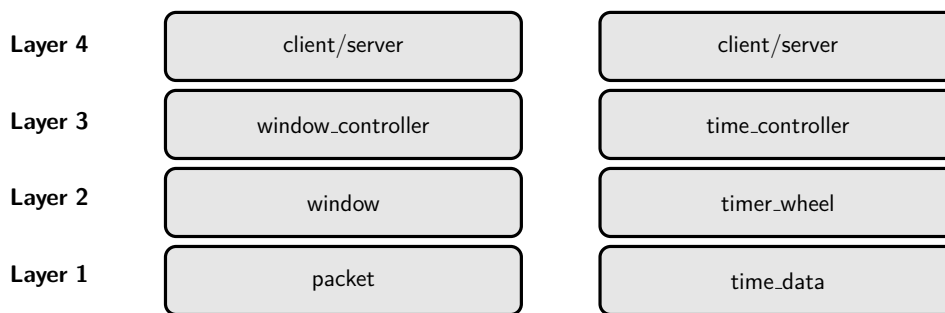 Layer 4 client/server client/server
Layer 3 window_controller time_controller
Layer 2 window timer_wheel
Layer 1 packet time_data